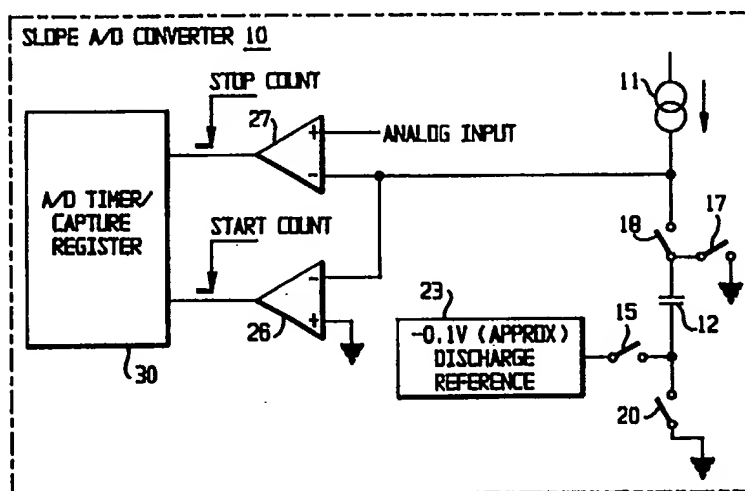 SLOPE A/D CONVERTER 10
STOP COUNT
11
27
+
ANALOG INPUT
-
A/D TIMER/
CAPTURE
REGISTER
START COUNT
18
17
-
23
12
+
-0.1V (APPROX)
DISCHARGE
REFERENCE
15
26
30
20